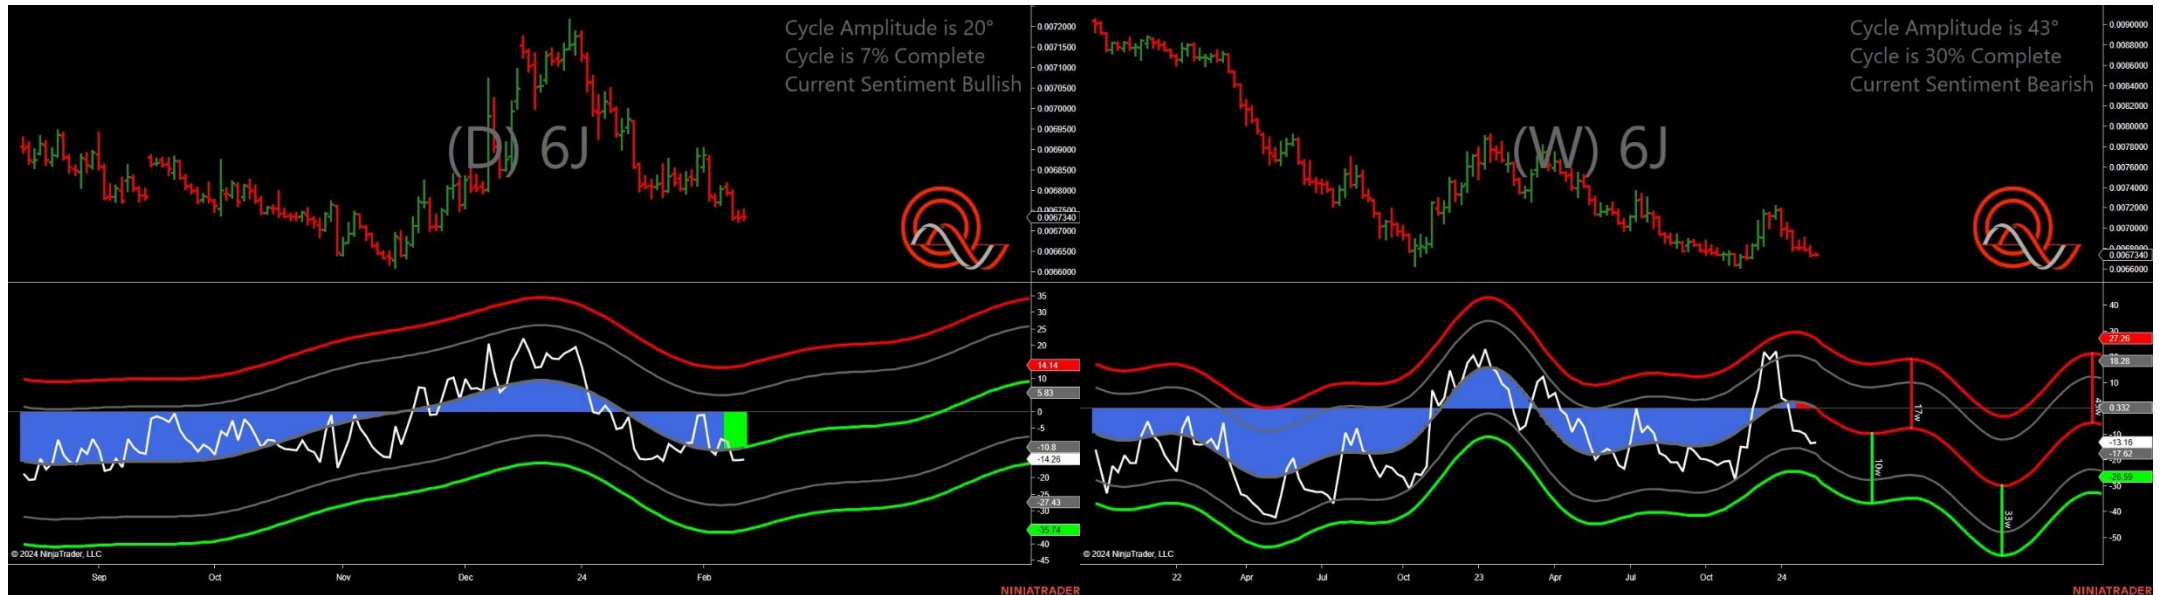 Cycle Amplitude is 20°
Cycle is 7% Complete
Current Sentiment Bullish
(D) 6J
0.0072000
0.0071500
0.0071000
0.0070500
0.0070000
0.0069500
0.0069000
0.0068500
0.0068000
0.0067500
0.0067340
0.0067000
0.0066500
0.0066000
35
30
25
20
14.14
10
5.83
0
-5
-10.8
-14.26
-20
-25
-27.43
-30
-35.74
-40
-45
© 2024 NinjaTrader, LLC
Sep
Oct
Nov
Dec
24
Feb
NINJATRADER
Cycle Amplitude is 43°
Cycle is 30% Complete
Current Sentiment Bearish
(W) 6J
0.0090000
0.0088000
0.0086000
0.0084000
0.0082000
0.0080000
0.0078000
0.0076000
0.0074000
0.0072000
0.0070000
0.0067340
0.0066000
40
30
27.26
18.28
10
0.332
-10
-13.16
-17.62
-20
-26.59
-30
-40
-50
17w
10w
33w
© 2024 NinjaTrader, LLC
22
Apr
Jul
Oct
23
Apr
Jul
Oct
24
NINJATRADER